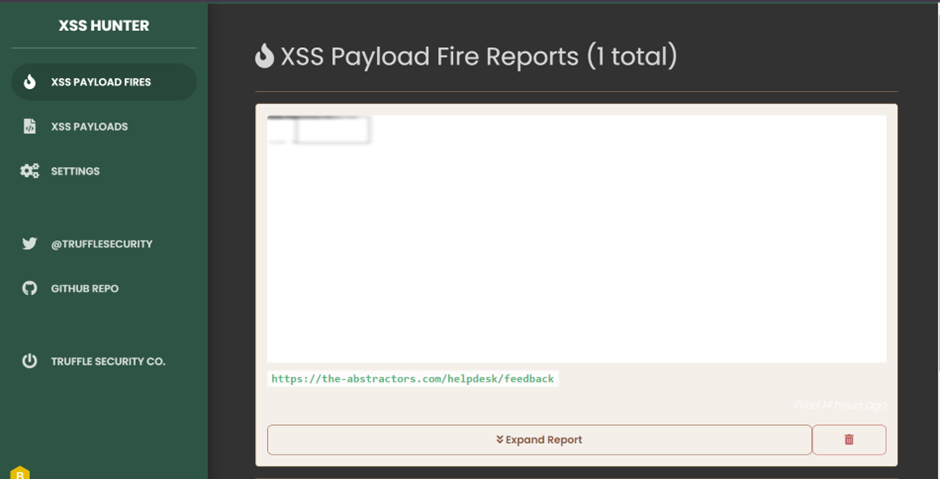 XSS HUNTER
XSS PAYLOAD FIRES
XSS PAYLOADS
SETTINGS
@TRUFFLESECURITY
GITHUB REPO
TRUFFLE SECURITY CO.
XSS Payload Fire Reports (1 total)
https://the-abstractors.com/helpdesk/feedback
Fired 14 hours ago
Expand Report
B